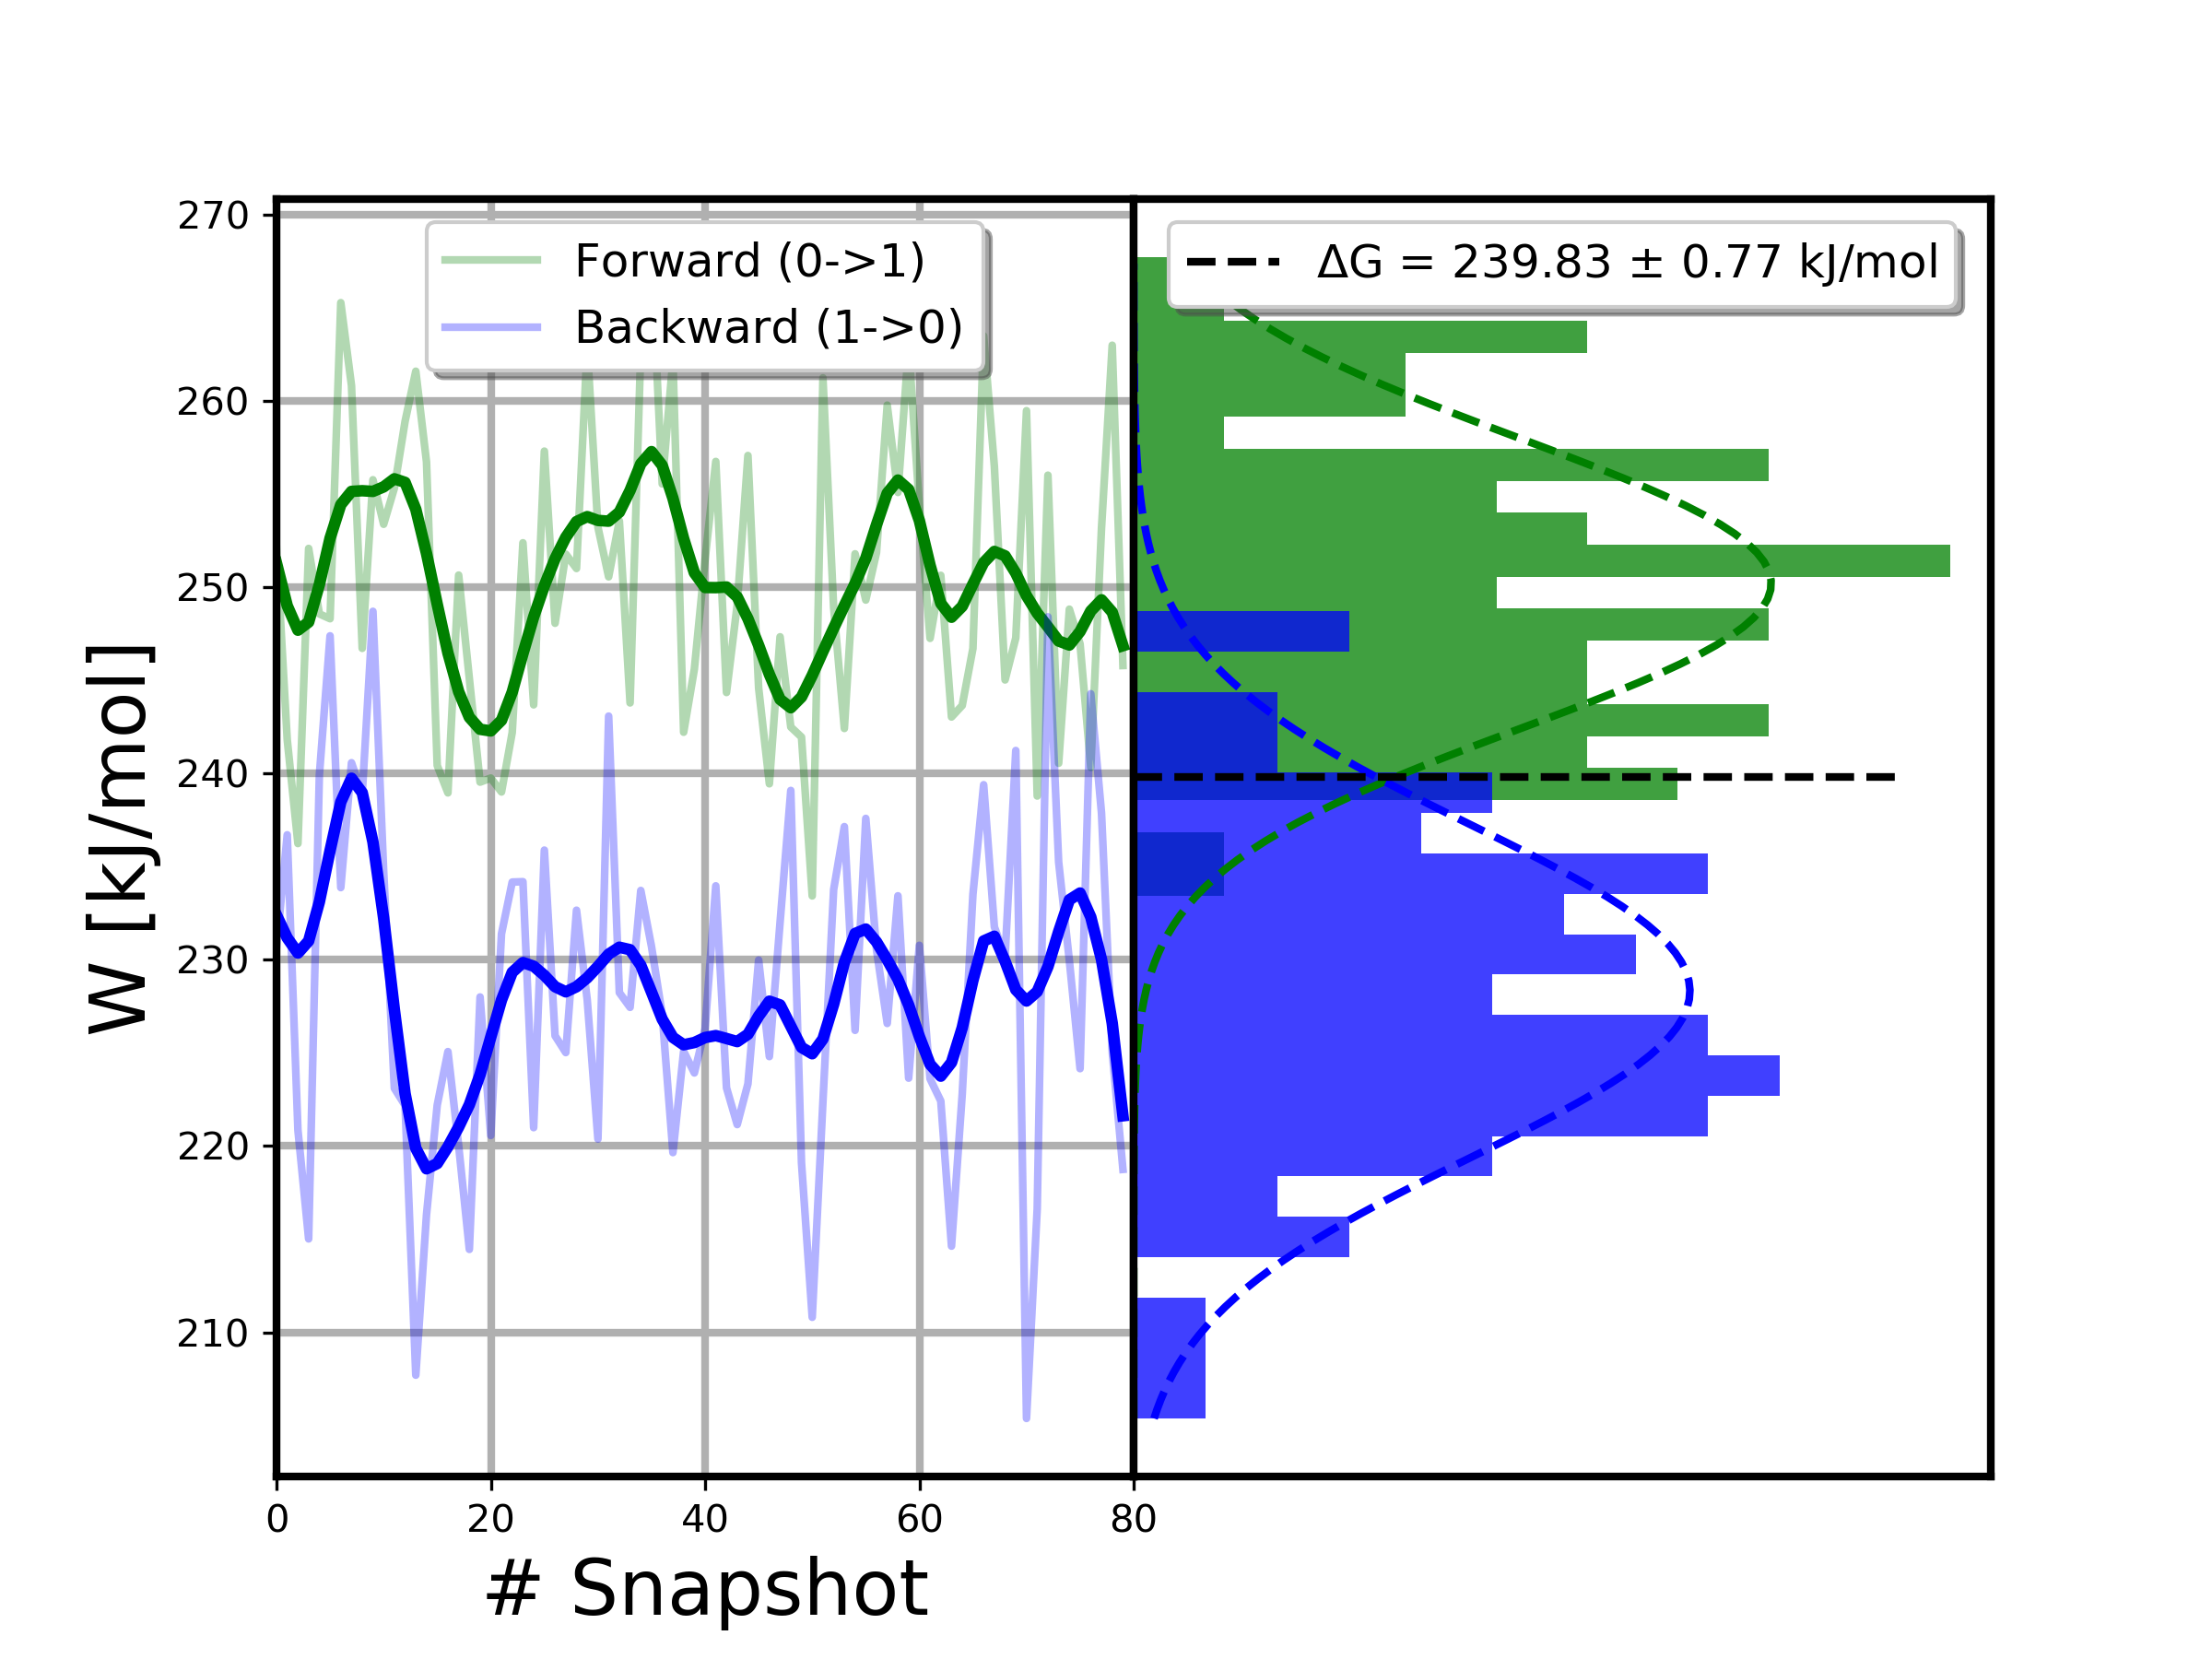 Forward (0->1)
Backward (1->0)
ΔG = 239.83 ± 0.77 kJ/mol
W [kJ/mol]
270
260
250
240
230
220
210
0 20 40 60 80
# Snapshot